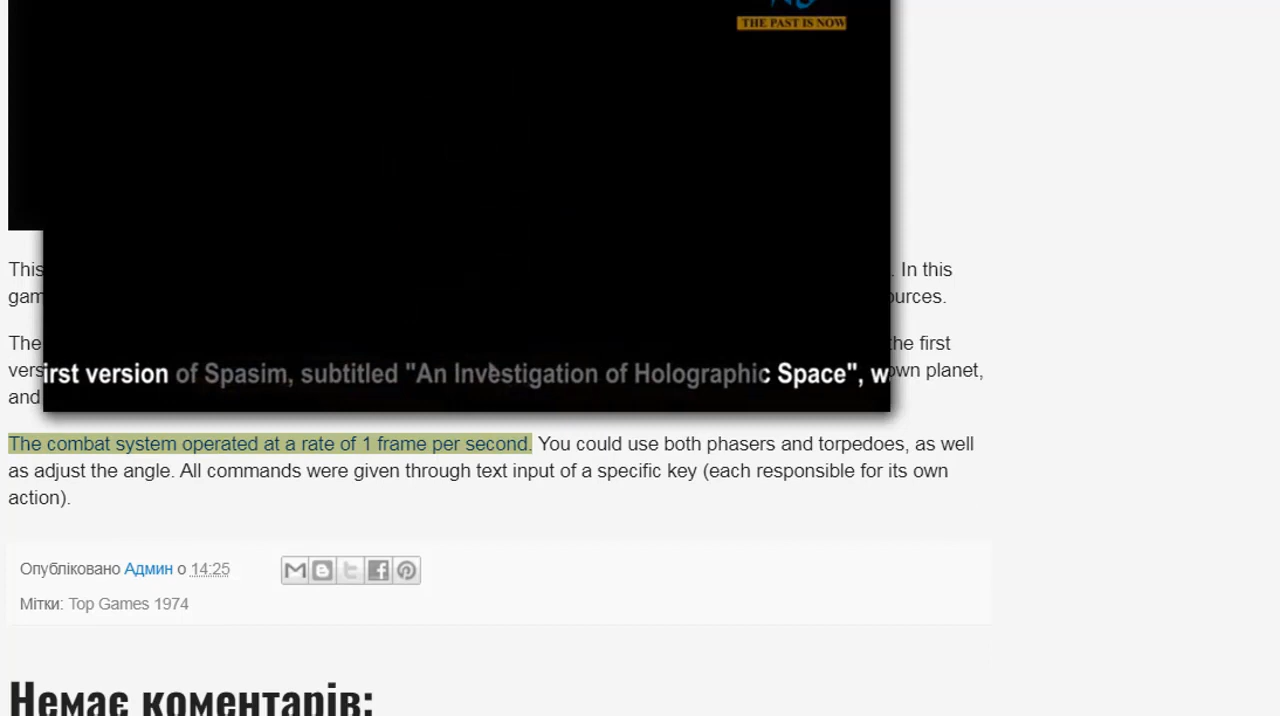 THE PAST IS NOW
This . In this
gam ources.
The the first
vers own planet,
irst version of Spasim, subtitled "An Investigation of Holographic Space", w
and
The combat system operated at a rate of 1 frame per second. You could use both phasers and torpedoes, as well
as adjust the angle. All commands were given through text input of a specific key (each responsible for its own
action).
Опубліковано Админ о 14:25
Мітки: Top Games 1974
Немає коментарів: